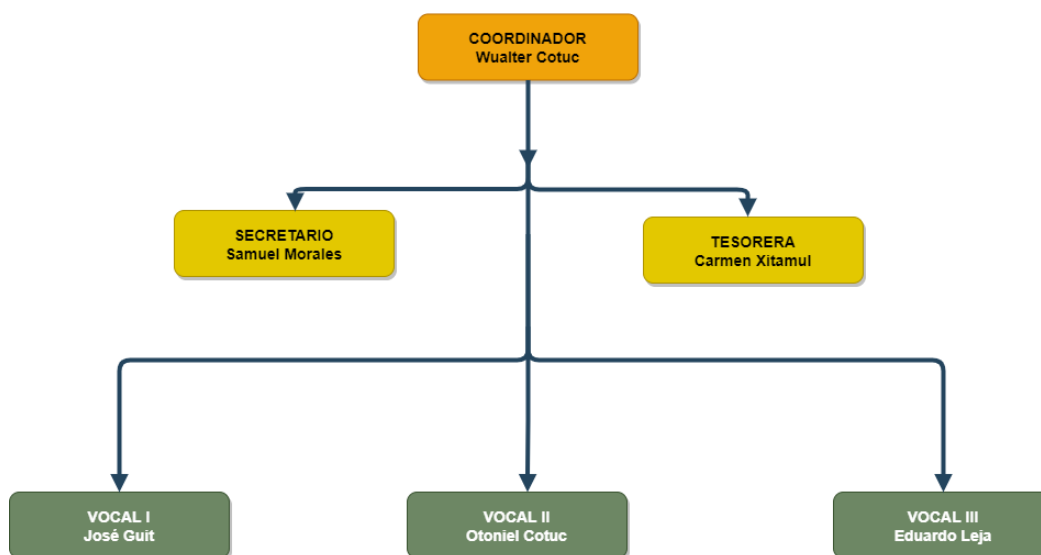 COORDINADOR
Wualter Cotuc
SECRETARIO
Samuel Morales
TESORERA
Carmen Xitamul
VOCAL I
José Guit
VOCAL II
Otoniel Cotuc
VOCAL III
Eduardo Leja